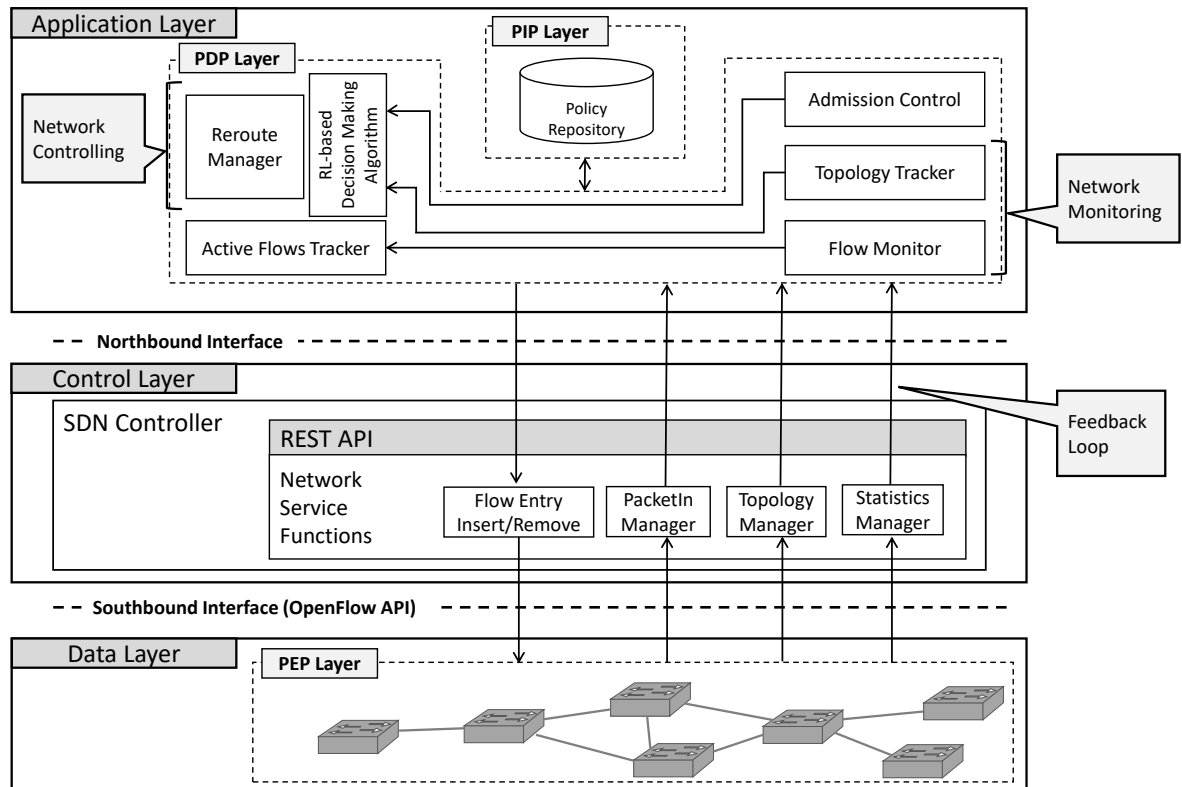 Application Layer
PIP Layer
Policy
Repository
PDP Layer
Network
Controlling
Reroute
Manager
RL-based
Decision Making
Algorithm
Active Flows Tracker
Admission Control
Topology Tracker
Flow Monitor
Network
Monitoring
Northbound Interface
Control Layer
SDN Controller
REST API
Network
Service
Functions
Flow Entry
Insert/Remove
PacketIn
Manager
Topology
Manager
Statistics
Manager
Feedback
Loop
Southbound Interface (OpenFlow API)
Data Layer
PEP Layer